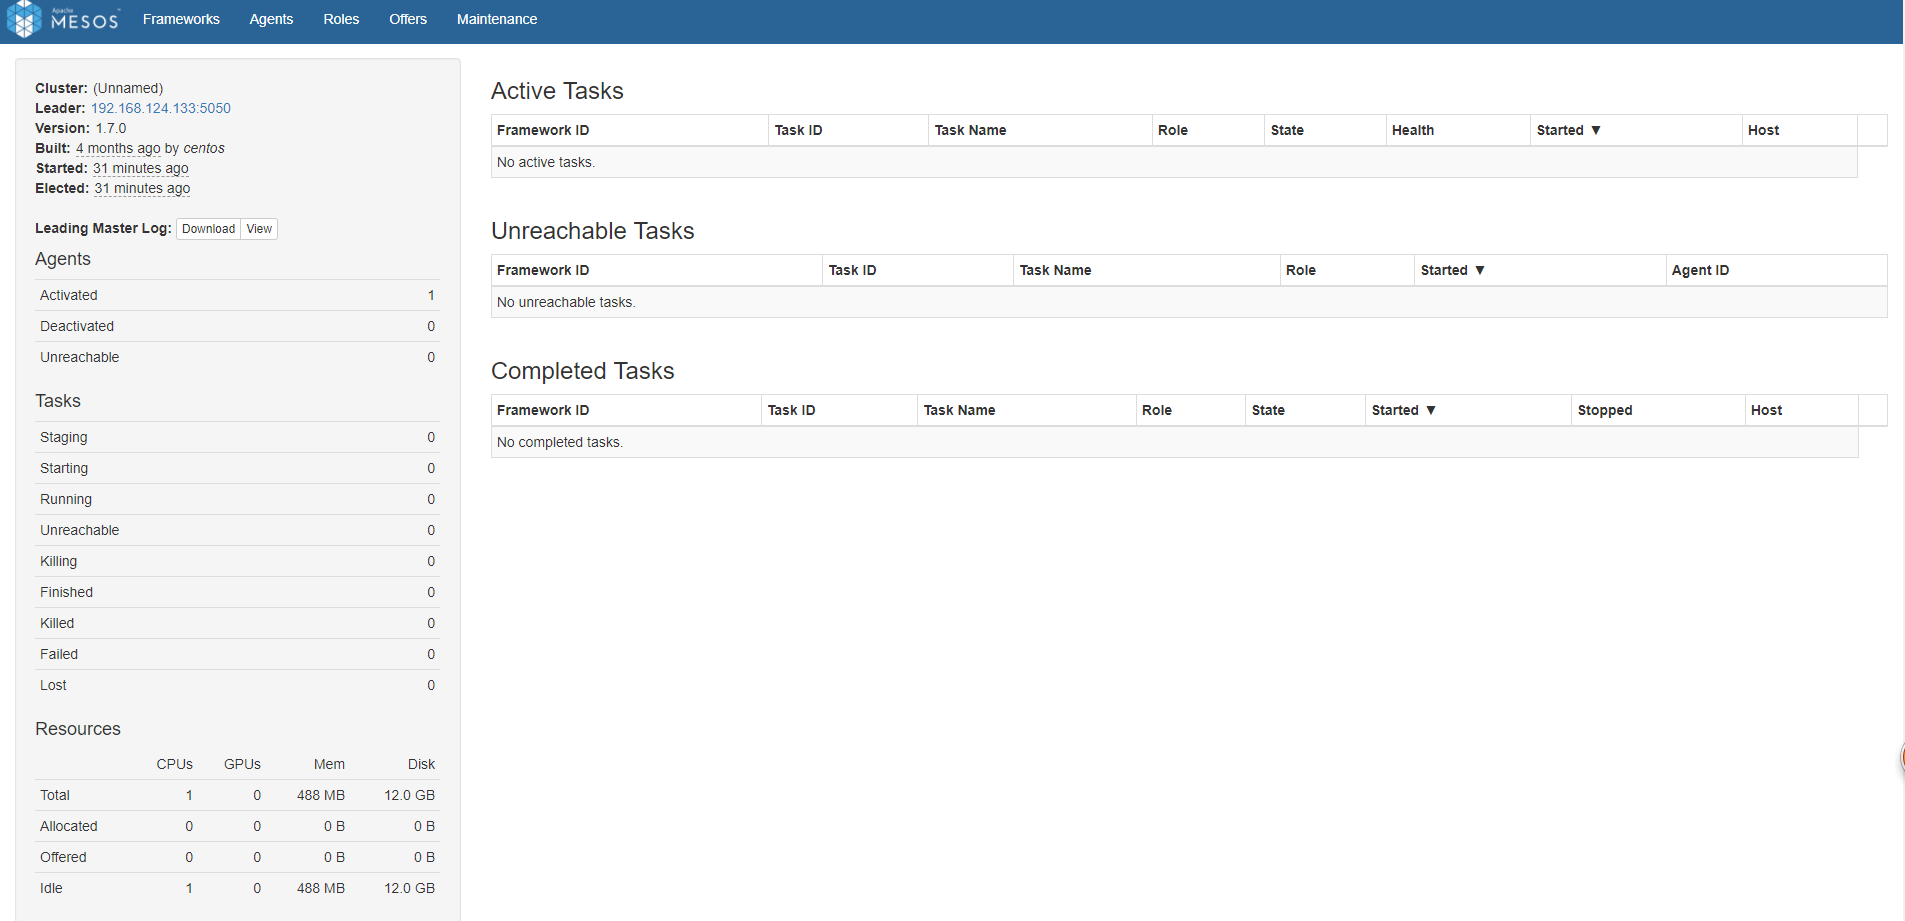 Apache MESOS™ Frameworks Agents Roles Offers Maintenance
Cluster: (Unnamed)
Leader: 192.168.124.133:5050
Version: 1.7.0
Built: 4 months ago by centos
Started: 31 minutes ago
Elected: 31 minutes ago
Leading Master Log: Download View
Agents
Activated 1
Deactivated 0
Unreachable 0
Tasks
Staging 0
Starting 0
Running 0
Unreachable 0
Killing 0
Finished 0
Killed 0
Failed 0
Lost 0
Resources
CPUs GPUs Mem Disk
Total 1 0 488 MB 12.0 GB
Allocated 0 0 0 B 0 B
Offered 0 0 0 B 0 B
Idle 1 0 488 MB 12.0 GB
Active Tasks
Framework ID Task ID Task Name Role State Health Started ▼ Host
No active tasks.
Unreachable Tasks
Framework ID Task ID Task Name Role Started ▼ Agent ID
No unreachable tasks.
Completed Tasks
Framework ID Task ID Task Name Role State Started ▼ Stopped Host
No completed tasks.